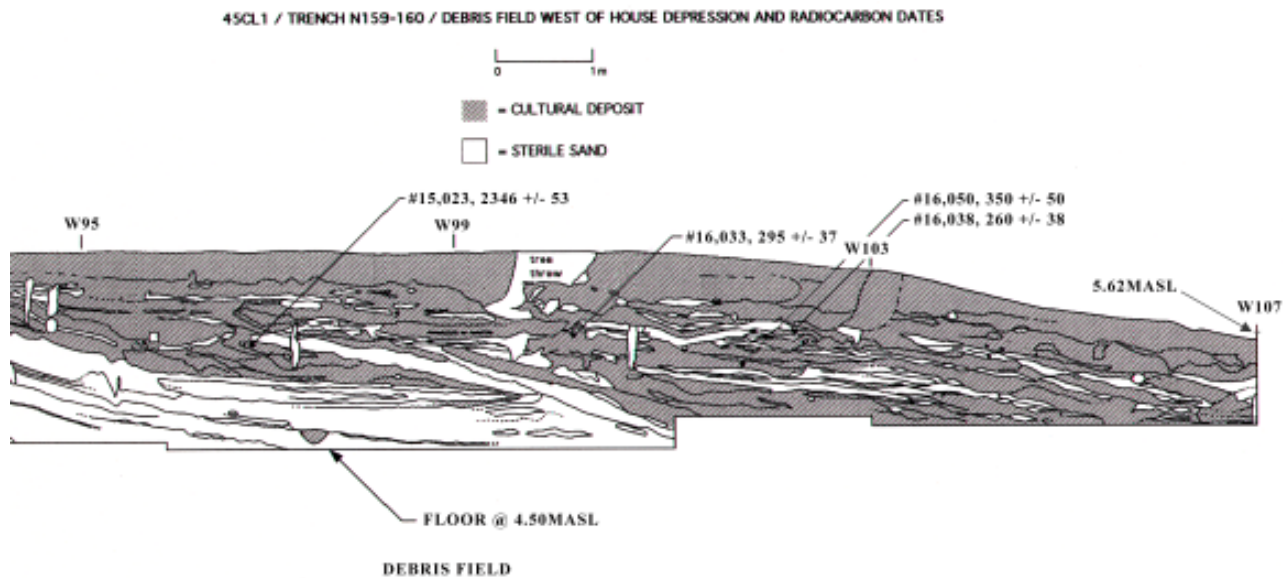 45CL1 / TRENCH N159-160 / DEBRIS FIELD WEST OF HOUSE DEPRESSION AND RADIOCARBON DATES
0 1m
= CULTURAL DEPOSIT
= STERILE SAND
#15,023, 2346 +/- 53
#16,050, 350 +/- 50
#16,038, 260 +/- 38
W95
W99
#16,033, 295 +/- 37
W103
tree
throw
5.62MASL
W107
FLOOR @ 4.50MASL
DEBRIS FIELD